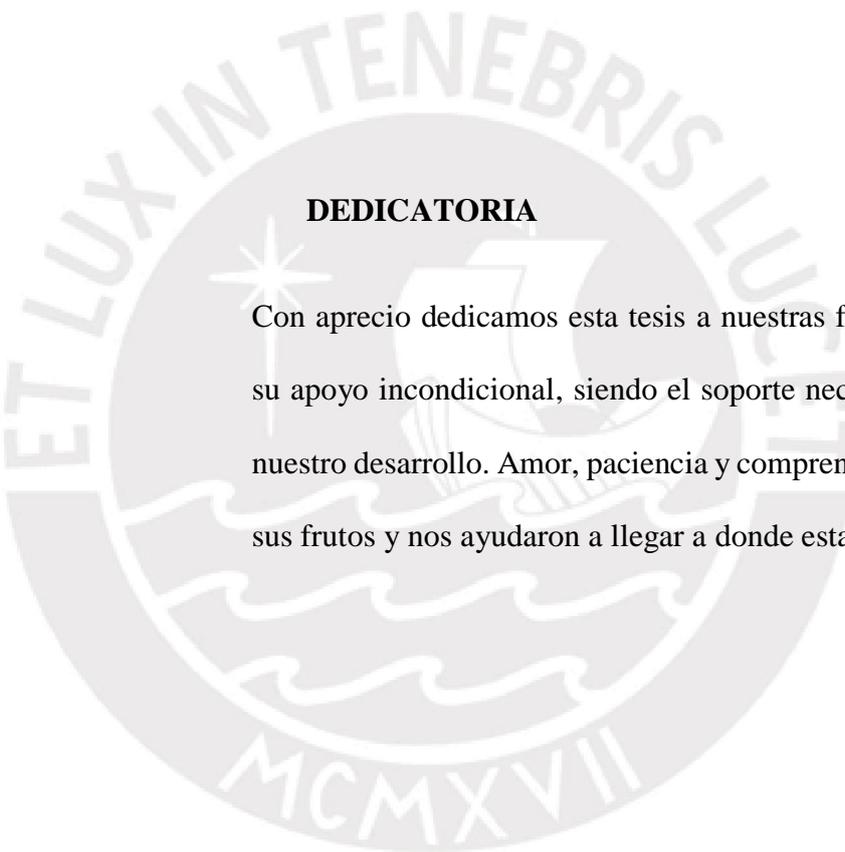 ET LUX IN TENEBRIS LUCET
DEDICATORIA
Con aprecio dedicamos esta tesis a nuestras
su apoyo incondicional, siendo el soporte
nuestro desarrollo. Amor, paciencia y
sus frutos y nos ayudaron a llegar a donde
MCMXVII